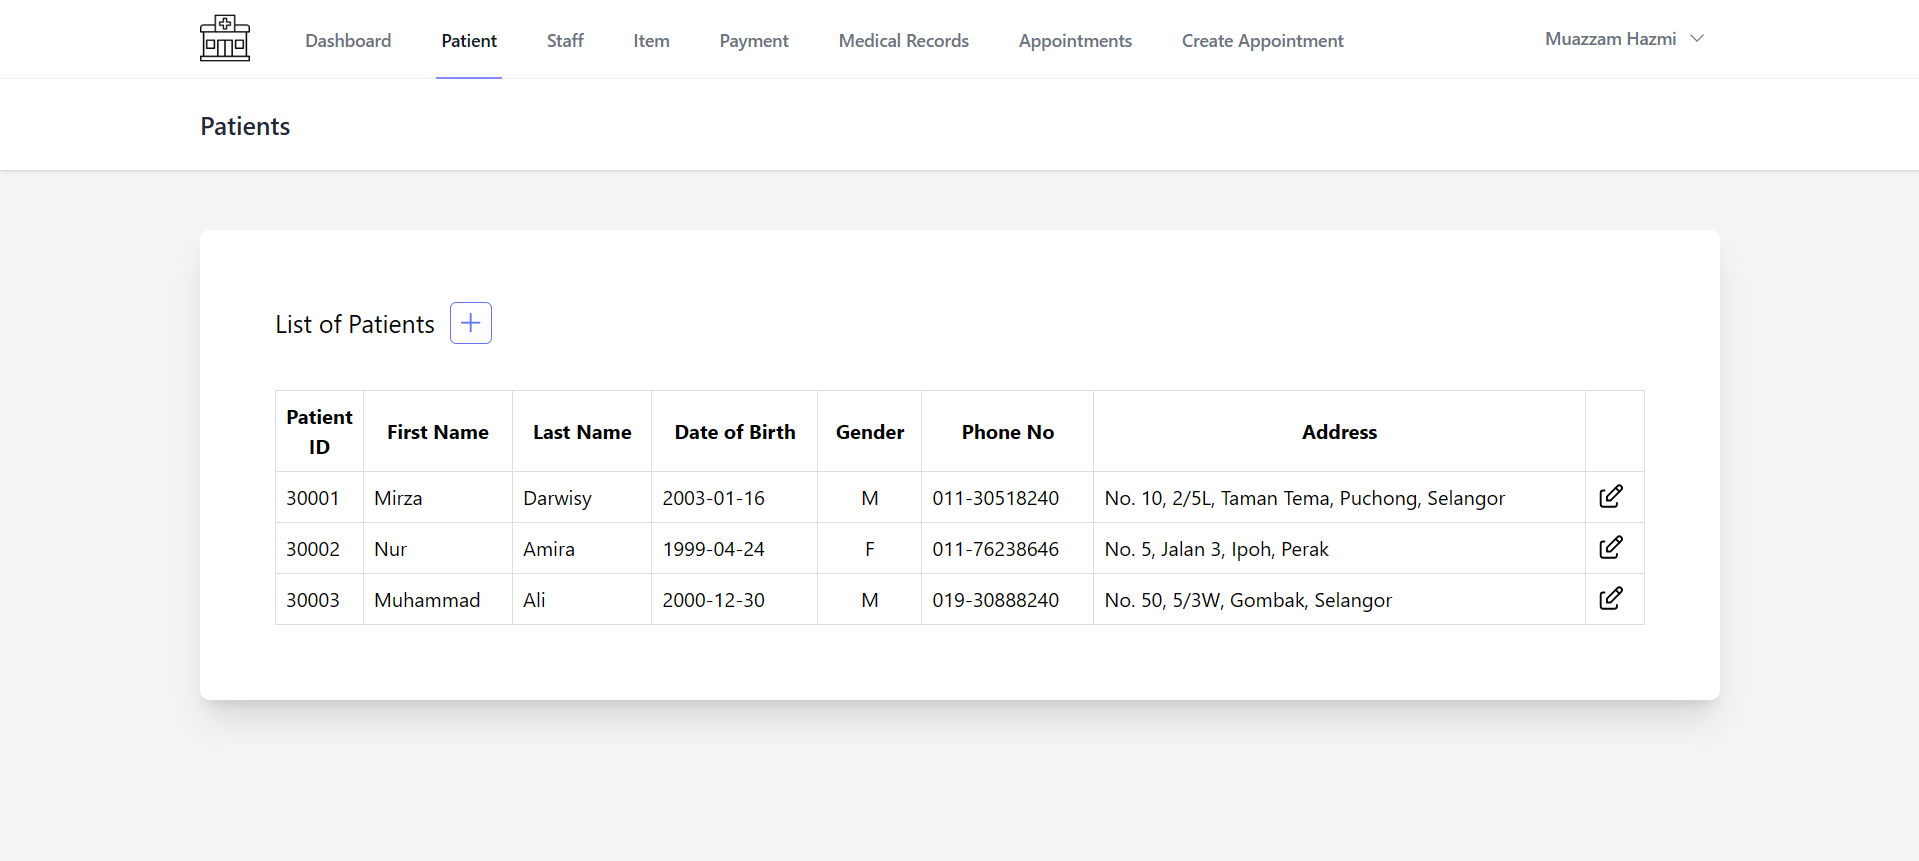 Dashboard Patient Staff Item Payment Medical Records Appointments Create Appointment Muazzam Hazmi
Patients
List of Patients
Patient ID First Name Last Name Date of Birth Gender Phone No Address
30001 Mirza Darwisy 2003-01-16 M 011-30518240 No. 10, 2/5L, Taman Tema, Puchong, Selangor
30002 Nur Amira 1999-04-24 F 011-76238646 No. 5, Jalan 3, Ipoh, Perak
30003 Muhammad Ali 2000-12-30 M 019-30888240 No. 50, 5/3W, Gombak, Selangor